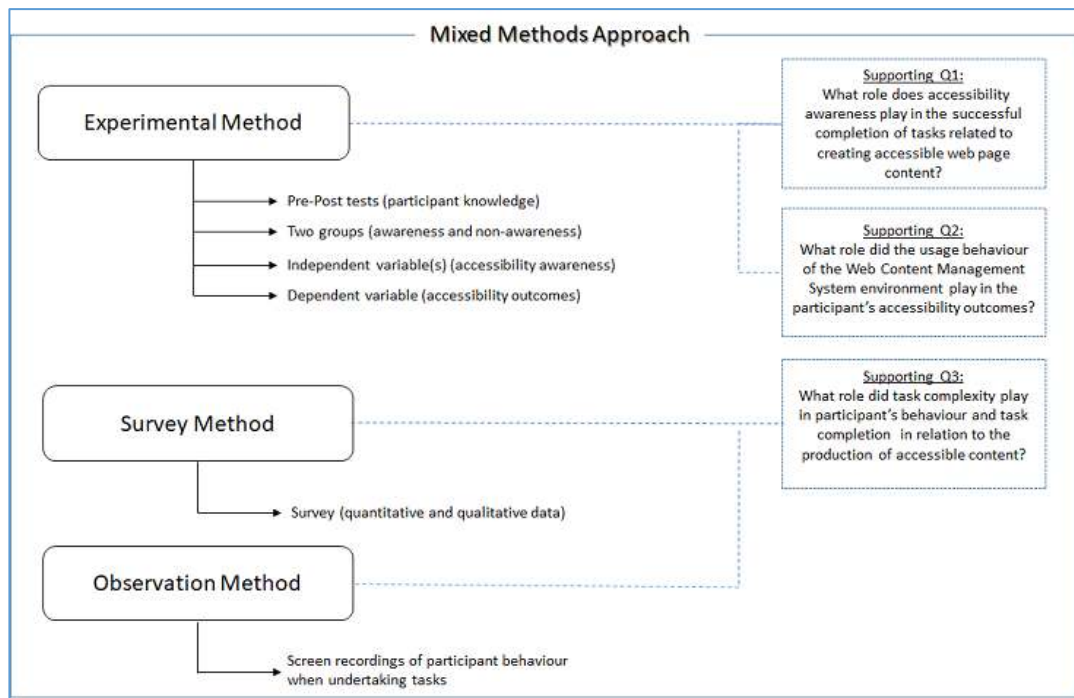 Mixed Methods Approach
Experimental Method
Pre-Post tests (participant knowledge)
Two groups (awareness and non-awareness)
Independent variable(s) (accessibility awareness)
Dependent variable (accessibility outcomes)
Supporting Q1:
What role does accessibility
awareness play in the successful
completion of tasks related to
creating accessible web page
content?
Supporting Q2:
What role did the usage behaviour
of the Web Content Management
System environment play in the
participant's accessibility outcomes?
Survey Method
Survey (quantitative and qualitative data)
Supporting Q3:
What role did task complexity play
in participant's behaviour and task
completion in relation to the
production of accessible content?
Observation Method
Screen recordings of participant behaviour
when undertaking tasks